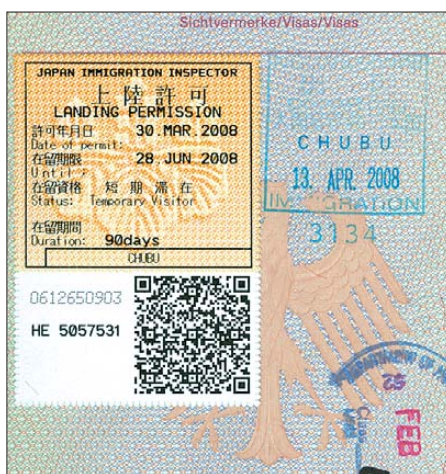 Sichtvermerke/Visas/Visas
JAPAN IMMIGRATION INSPECTOR
上陸許可
LANDING PERMISSION
許可年月日 30.MAR.2008
Date of permit:
在留期限 28.JUN 2008
Until :
在留資格 短期滞在
Status: Temporary Visitor
在留期間
Duration: 90days
CHUBU
0612650903
HE 5057531
CHUBU
13. APR. 2008
IMMIGRATION
3134
FEB